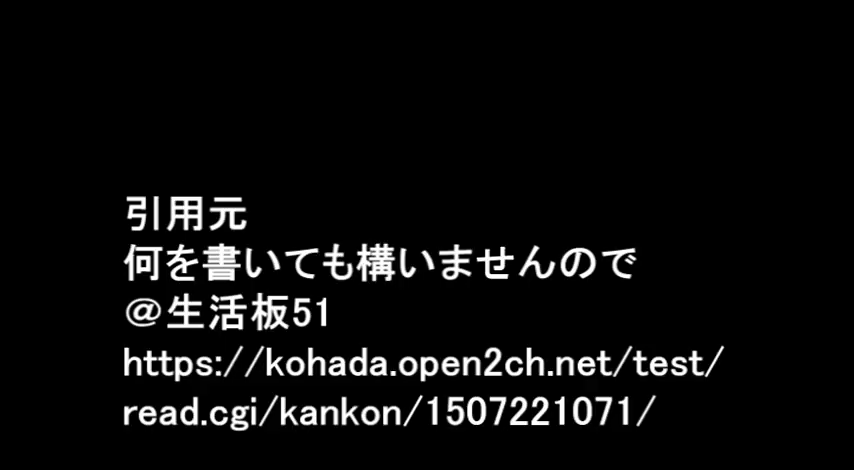 引用元
何を書いても構いませんので
＠生活板51
https://kohada.open2ch.net/test/
read.cgi/kankon/1507221071/